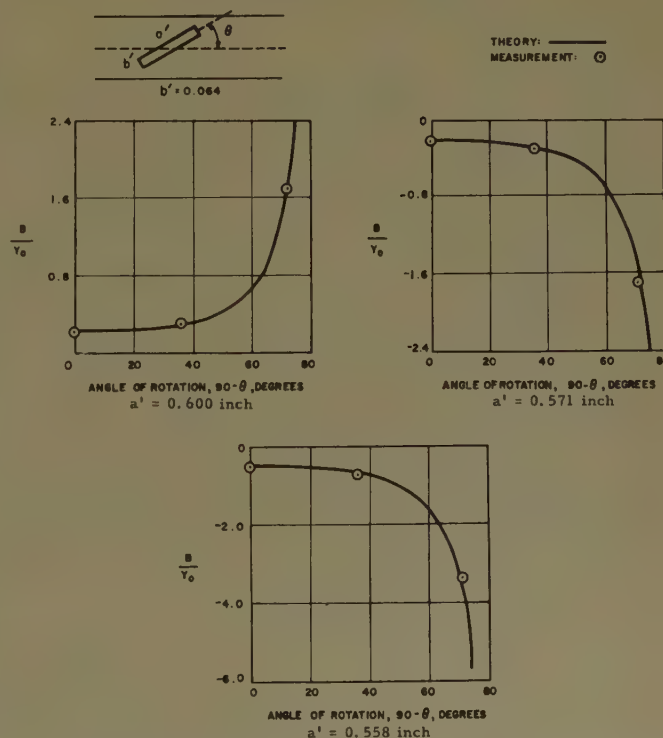 a'
θ
b'
b' = 0.064
THEORY:
MEASUREMENT:
2.4
1.6
0.8
B
Y₀
0 20 40 60 80
ANGLE OF ROTATION, 90-θ, DEGREES
a' = 0.600 inch
0
-0.8
-1.6
-2.4
B
Y₀
0 20 40 60 80
ANGLE OF ROTATION, 90-θ, DEGREES
a' = 0.571 inch
0
-2.0
-4.0
-6.0
B
Y₀
0 20 40 60 80
ANGLE OF ROTATION, 90-θ, DEGREES
a' = 0.558 inch